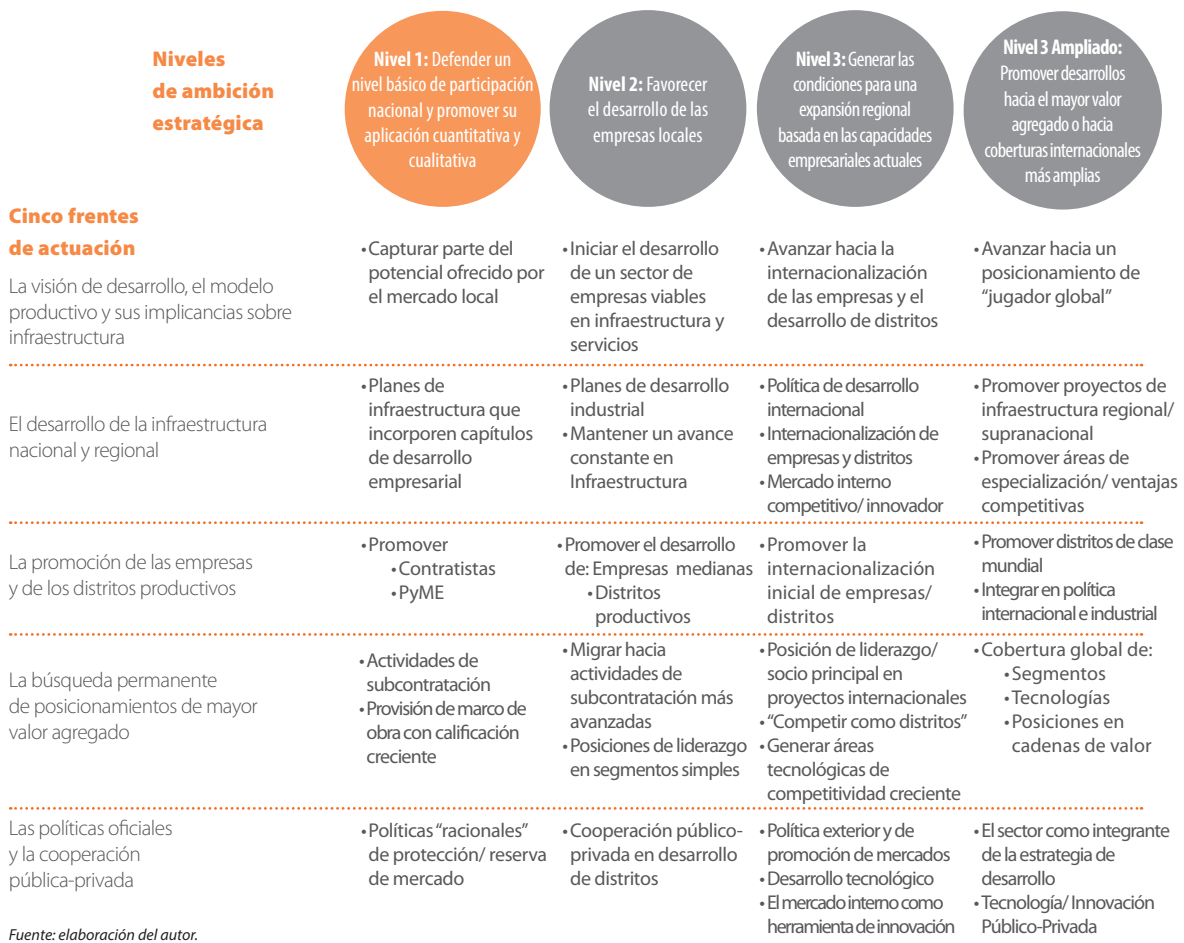 Niveles
de ambición
estratégica
Nivel 1: Defender un
nivel básico de participación
nacional y promover su
aplicación cuantitativa y
cualitativa
Nivel 2: Favorecer
el desarrollo de las
empresas locales
Nivel 3: Generar las
condiciones para una
expansión regional
basada en las capacidades
empresariales actuales
Nivel 3 Ampliado:
Promover desarrollos
hacia el mayor valor
agregado o hacia
coberturas internacionales
más amplias
Cinco frentes
de actuación
La visión de desarrollo, el modelo
productivo y sus implicancias sobre
infraestructura
• Capturar parte del
potencial ofrecido por
el mercado local
• Iniciar el desarrollo
de un sector de
empresas viables
en infraestructura y
servicios
• Avanzar hacia la
internacionalización
de las empresas y el
desarrollo de distritos
• Avanzar hacia un
posicionamiento de
“jugador global”
El desarrollo de la infraestructura
nacional y regional
• Planes de
infraestructura que
incorporen capítulos
de desarrollo
empresarial
• Planes de desarrollo
industrial
• Mantener un avance
constante en
Infraestructura
• Política de desarrollo
internacional
• Internacionalización de
empresas y distritos
• Mercado interno
competitivo/ innovador
• Promover proyectos de
infraestructura regional/
supranacional
• Promover áreas de
especialización/ ventajas
competitivas
La promoción de las empresas
y de los distritos productivos
• Promover
• Contratistas
• PyME
• Promover el desarrollo
de: Empresas medianas
• Distritos
productivos
• Promover la
internacionalización
inicial de empresas/
distritos
• Promover distritos de clase
mundial
• Integrar en política
internacional e industrial
La búsqueda permanente
de posicionamientos de mayor
valor agregado
• Actividades de
subcontratación
• Provisión de marco de
obra con calificación
creciente
• Migrar hacia
actividades de
subcontratación más
avanzadas
• Posiciones de liderazgo
en segmentos simples
• Posición de liderazgo/
socio principal en
proyectos internacionales
• “Competir como distritos”
• Generar áreas
tecnológicas de
competitividad creciente
• Cobertura global de:
• Segmentos
• Tecnologías
• Posiciones en
cadenas de valor
Las políticas oficiales
y la cooperación
pública-privada
• Políticas “racionales”
de protección/ reserva
de mercado
• Cooperación público-
privada en desarrollo
de distritos
• Política exterior y de
promoción de mercados
• Desarrollo tecnológico
• El mercado interno como
herramienta de innovación
• El sector como integrante
de la estrategia de
desarrollo
• Tecnología/ Innovación
Público-Privada
Fuente: elaboración del autor.